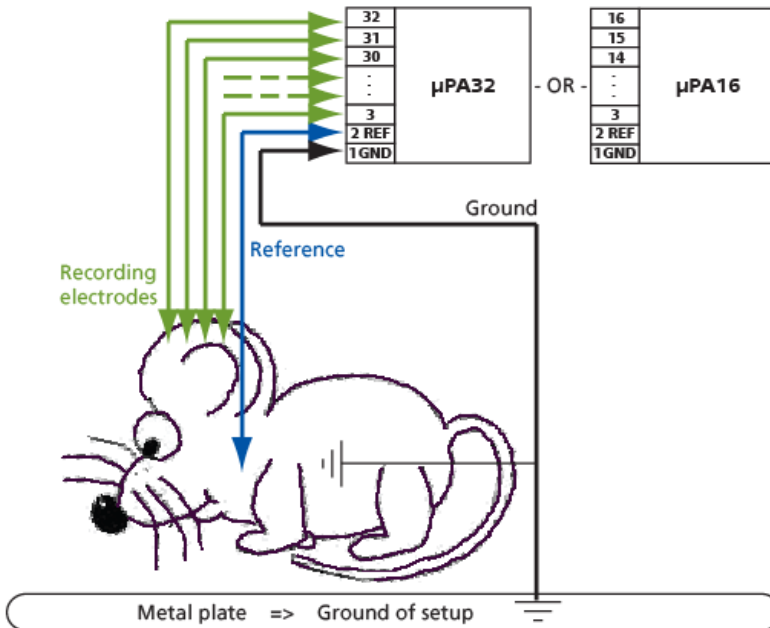 32
31
30
3
2 REF
1GND
μPA32
- OR -
16
15
14
3
2 REF
1GND
μPA16
Ground
Reference
Recording
electrodes
Metal plate => Ground of setup